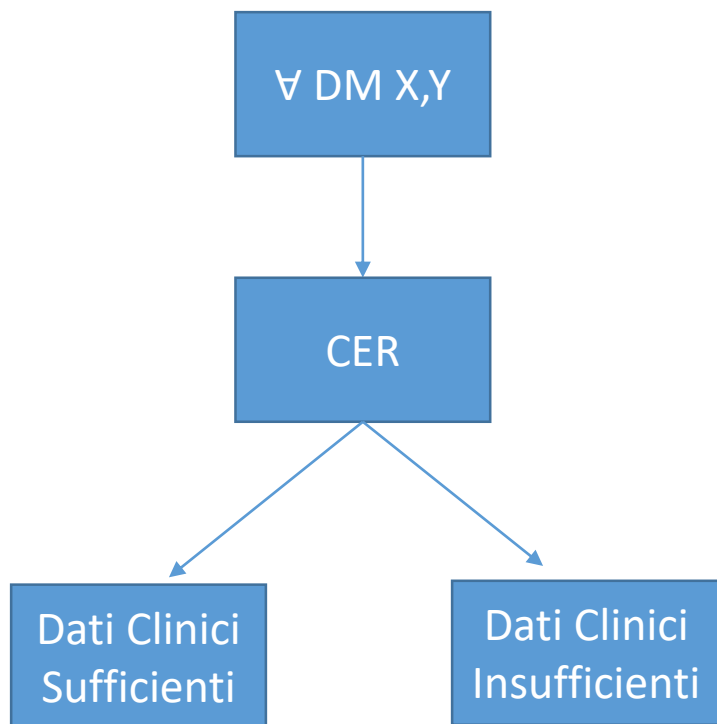 ∀ DM X,Y
CER
Dati Clinici
Sufficienti
Dati Clinici
Insufficienti